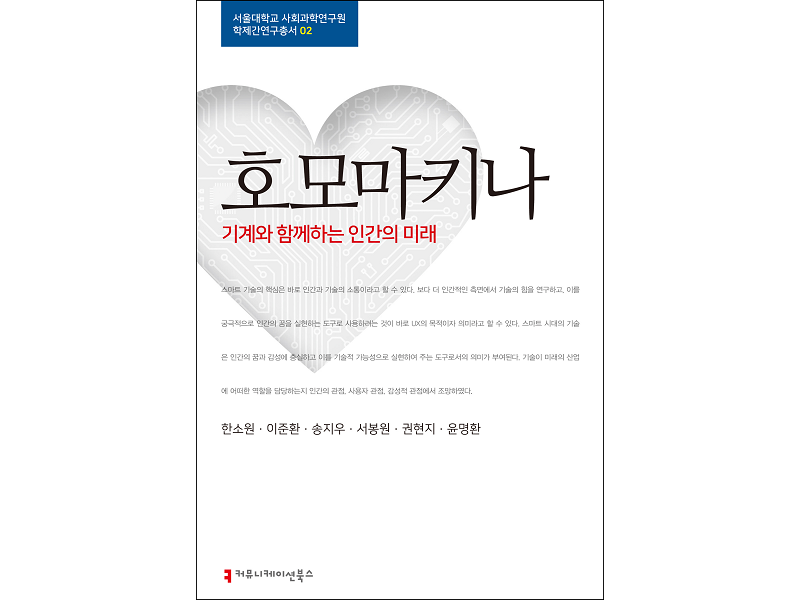 서울대학교 사회과학연구원
학제간연구총서 02
호모마키나
기계와 함께하는 인간의 미래
스마트 기술의 핵심은 바로 인간과 기술의 소통이라고 할 수 있다. 보다 더 인간적인 측면에서 기술의 힘을 연구하고, 이를
궁극적으로 인간의 꿈을 실현하는 도구로 사용하려는 것이 바로 UX의 목적이자 의미라고 할 수 있다. 스마트 시대의 기술
은 인간의 꿈과 감성에 충실하고 이를 기술적 기능성으로 실현하여 주는 도구로서의 의미가 부여된다. 기술이 미래의 산업
에 어떠한 역할을 담당하는지 인간의 관점, 사용자 관점, 감성적 관점에서 조망하였다.
한소원 · 이준환 · 송지우 · 서봉원 · 권현지 · 윤명환
커뮤니케이션북스